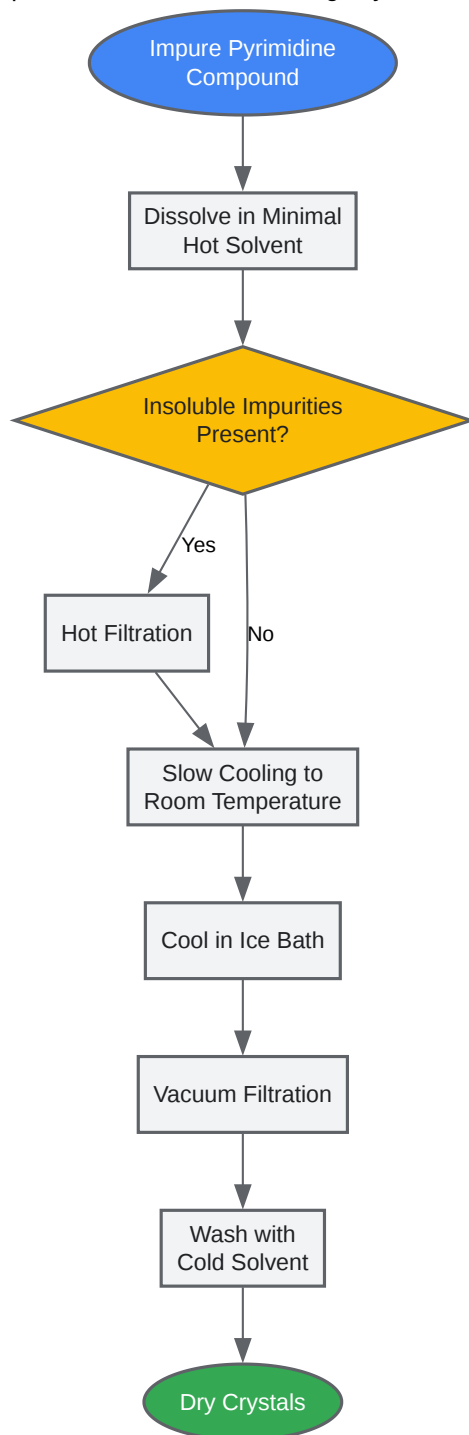 Impure Pyrimidine
Compound
Dissolve in Minimal
Hot Solvent
Insoluble Impurities
Present?
Yes
Hot Filtration
No
Slow Cooling to
Room Temperature
Cool in Ice Bath
Vacuum Filtration
Wash with
Cold Solvent
Dry Crystals